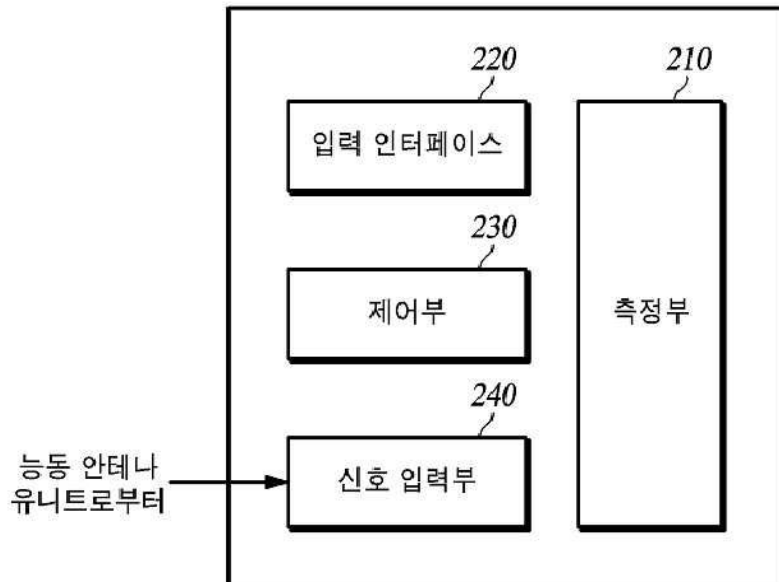 220
입력 인터페이스
210
측정부
230
제어부
240
신호 입력부
능동 안테나
유니트로부터